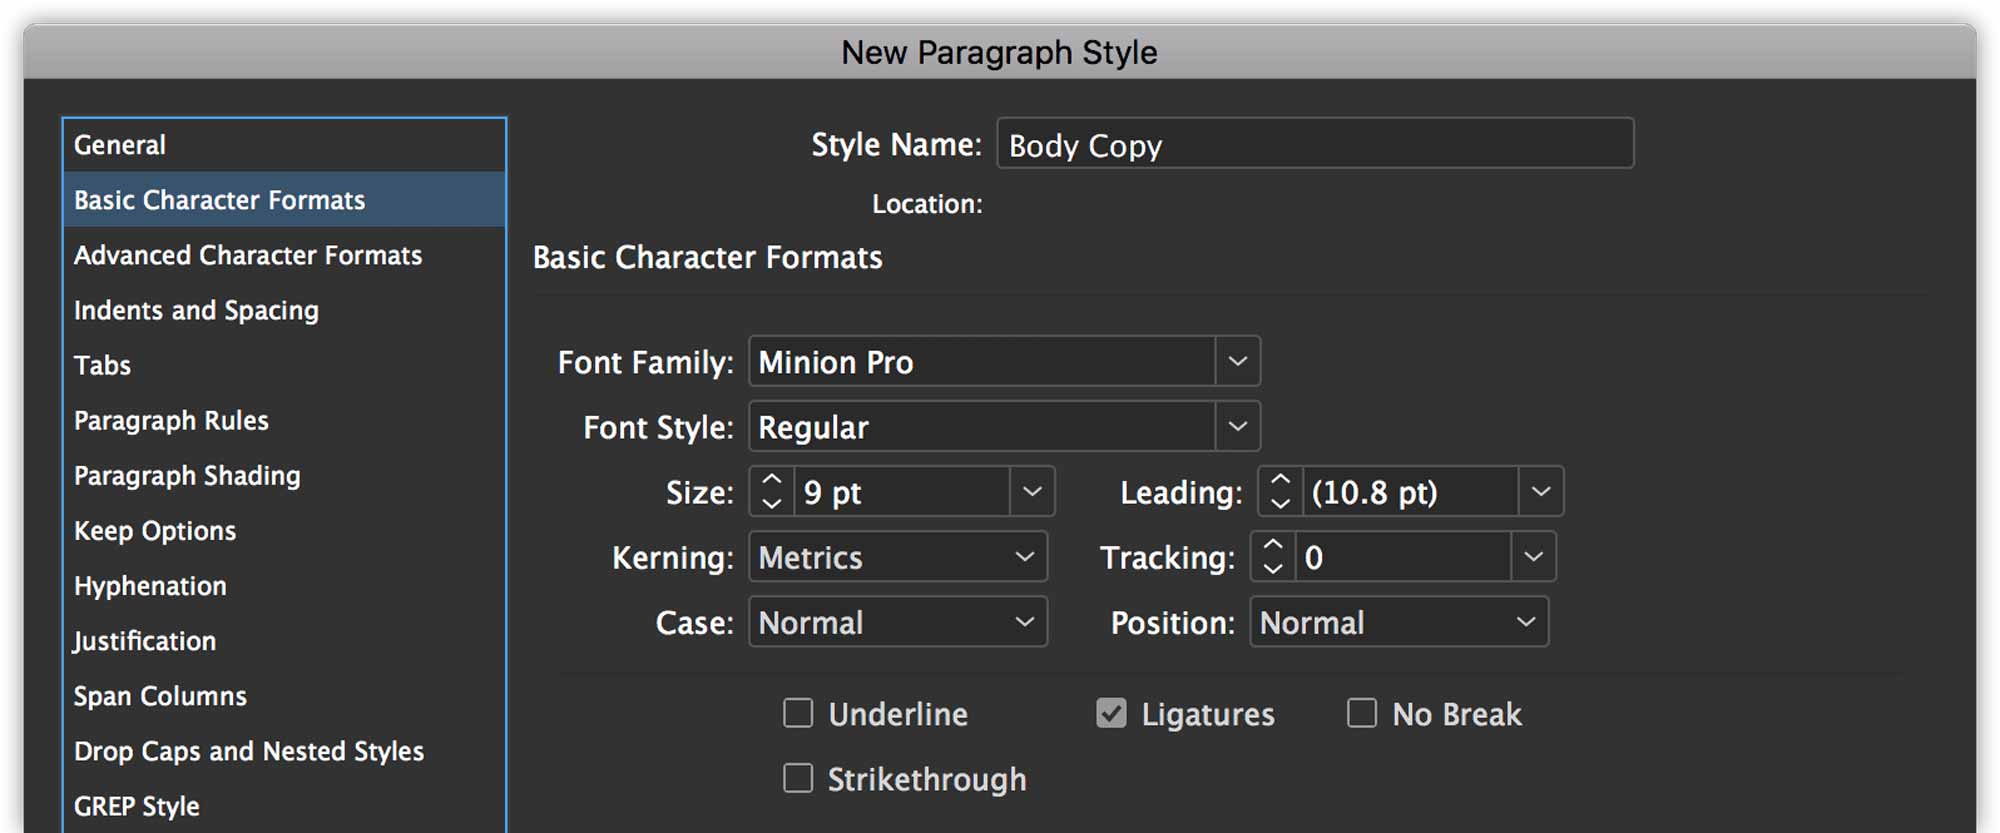 New Paragraph Style
General
Basic Character Formats
Advanced Character Formats
Indents and Spacing
Tabs
Paragraph Rules
Paragraph Shading
Keep Options
Hyphenation
Justification
Span Columns
Drop Caps and Nested Styles
GREP Style
Style Name: Body Copy
Location:
Basic Character Formats
Font Family: Minion Pro
Font Style: Regular
Size: 9 pt Leading: (10.8 pt)
Kerning: Metrics Tracking: 0
Case: Normal Position: Normal
Underline Ligatures No Break
Strikethrough